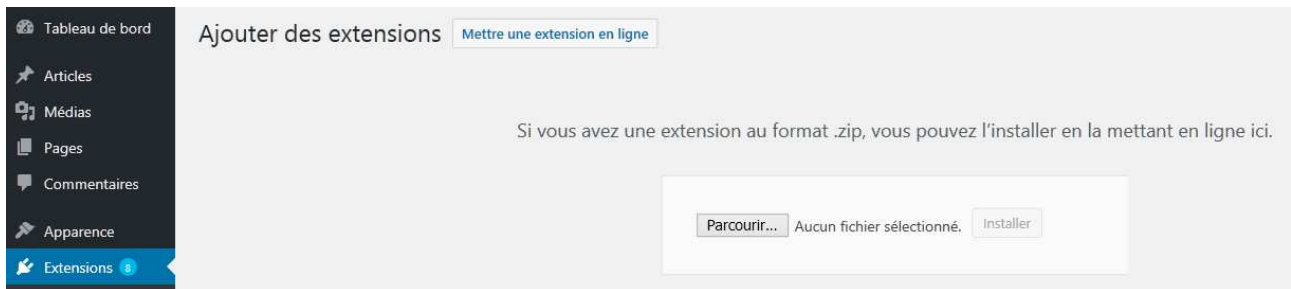 Tableau de bord
Ajouter des extensions Mettre une extension en ligne
Articles
Médias
Si vous avez une extension au format .zip, vous pouvez l'installer en la mettant en ligne ici.
Pages
Commentaires
Parcourir... Aucun fichier sélectionné. Installer
Apparence
Extensions 8